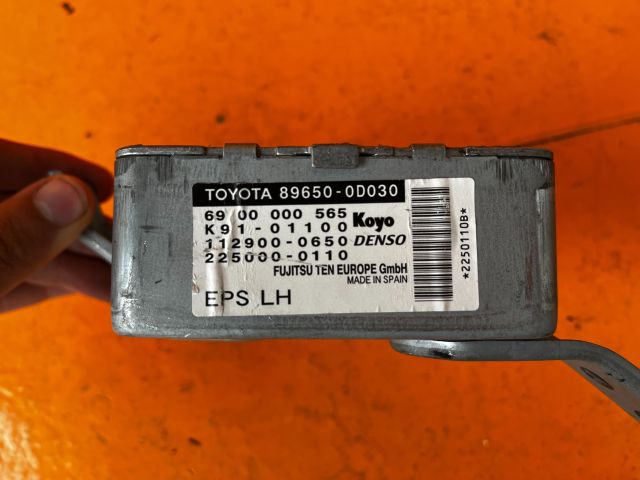 TOYOTA 89650-0D030
69 00 000 565
K91-01100 Koyo
112900-0650 DENSO
225000-0110
FUJITSU TEN EUROPE GmbH
MADE IN SPAIN
EPS LH
*2250110B*